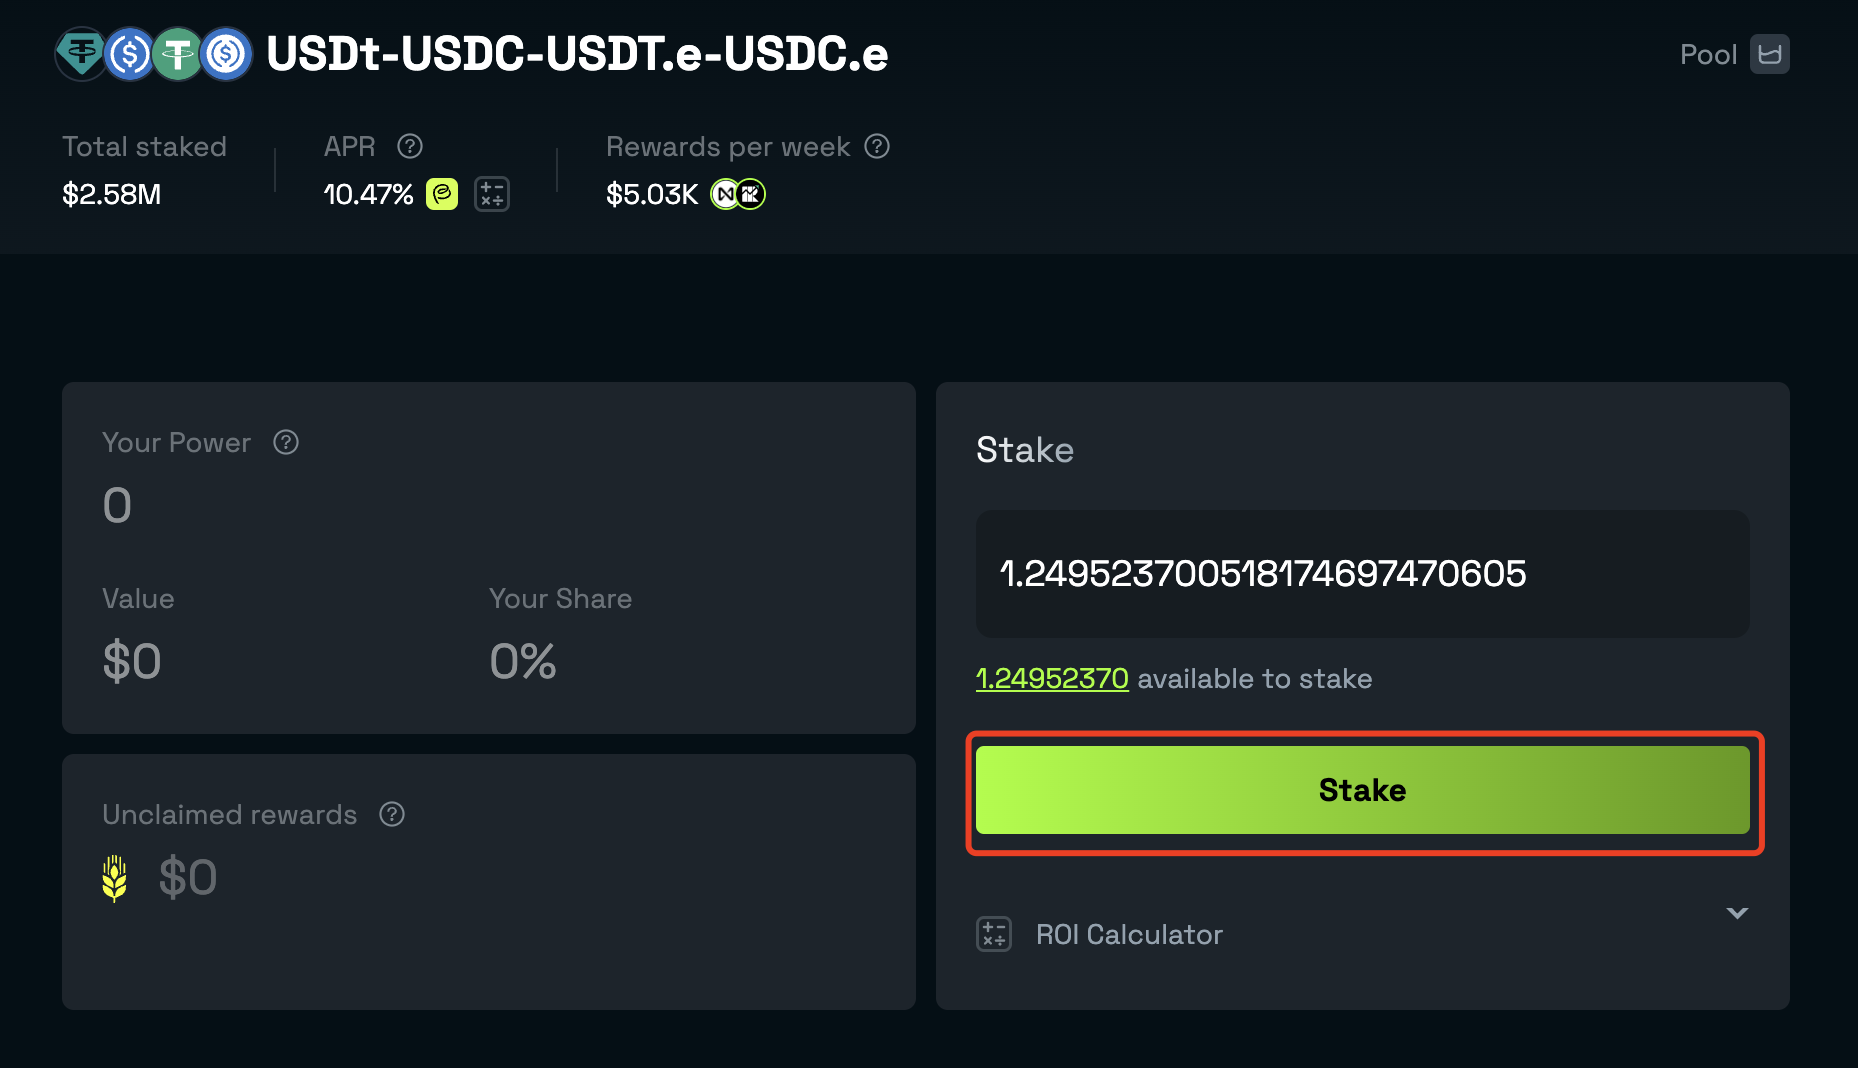 USDt-USDC-USDT.e-USDC.e
Pool
Total staked
APR
Rewards per week
$2.58M
10.47%
$5.03K
Your Power
0
Value
Your Share
$0
0%
Unclaimed rewards
$0
Stake
1.249523700518174697470605
1.24952370 available to stake
Stake
ROI Calculator